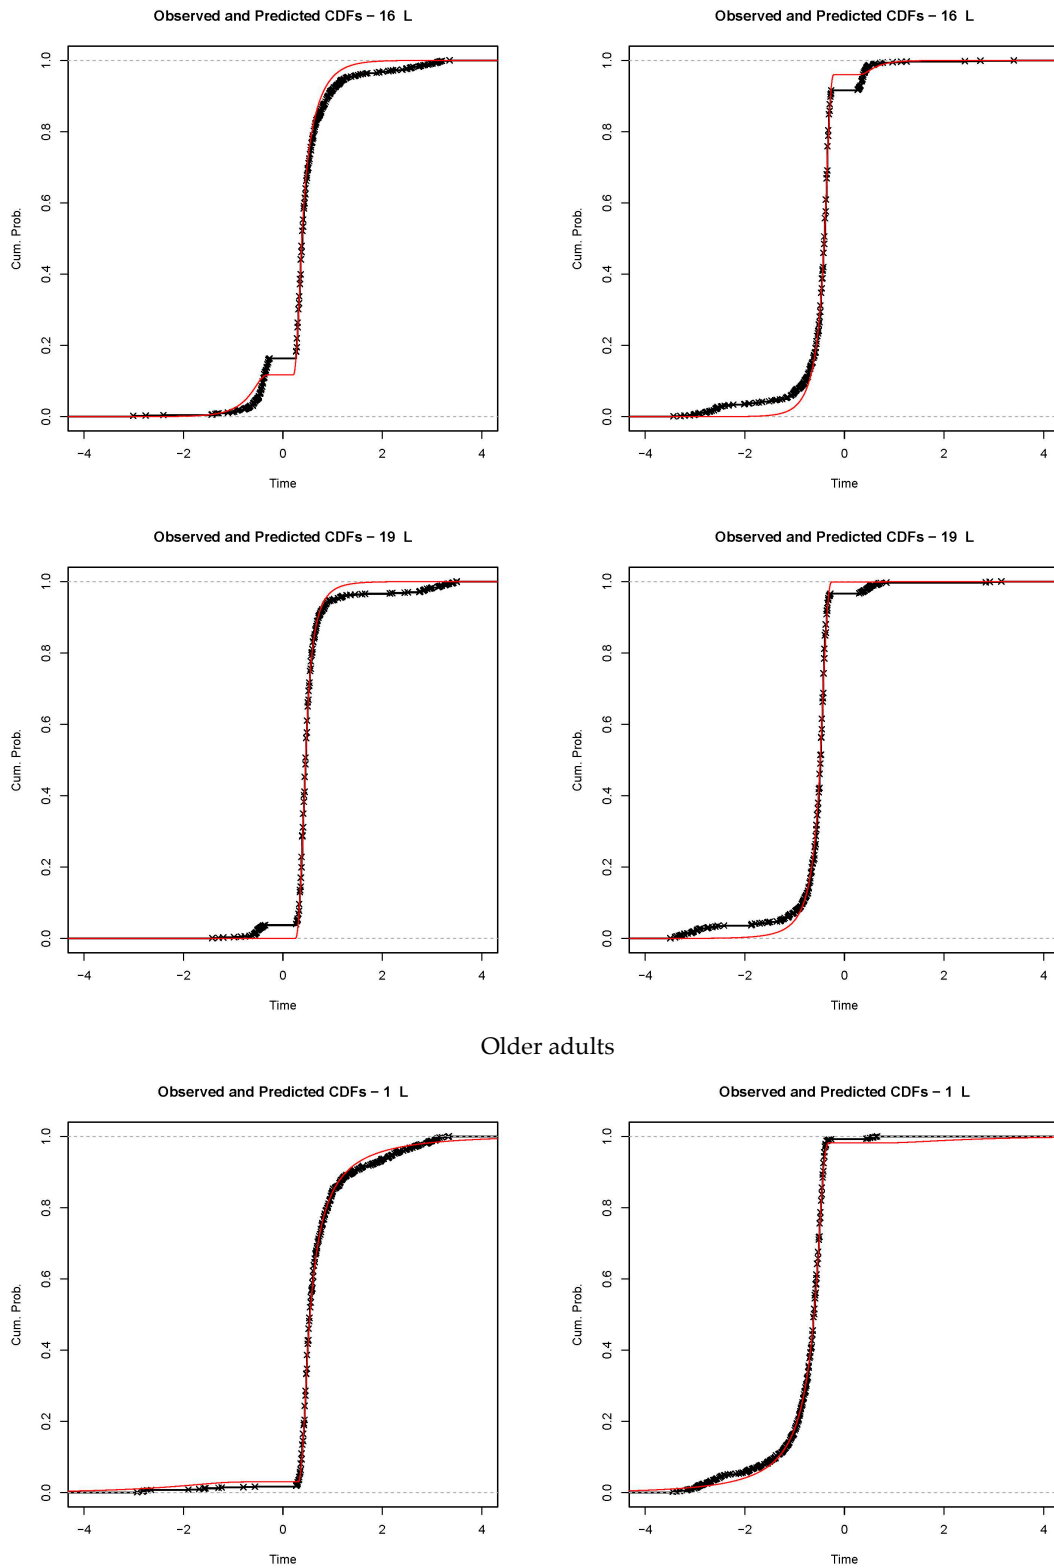 Observed and Predicted CDFs − 16 L
Cum. Prob.
0.0 0.2 0.4 0.6 0.8 1.0
−4 −2 0 2 4
Time
Observed and Predicted CDFs − 16 L
Cum. Prob.
0.0 0.2 0.4 0.6 0.8 1.0
−4 −2 0 2 4
Time
Observed and Predicted CDFs − 19 L
Cum. Prob.
0.0 0.2 0.4 0.6 0.8 1.0
−4 −2 0 2 4
Time
Observed and Predicted CDFs − 19 L
Cum. Prob.
0.0 0.2 0.4 0.6 0.8 1.0
−4 −2 0 2 4
Time
Older adults
Observed and Predicted CDFs − 1 L
Cum. Prob.
0.0 0.2 0.4 0.6 0.8 1.0
−4 −2 0 2 4
Time
Observed and Predicted CDFs − 1 L
Cum. Prob.
0.0 0.2 0.4 0.6 0.8 1.0
−4 −2 0 2 4
Time